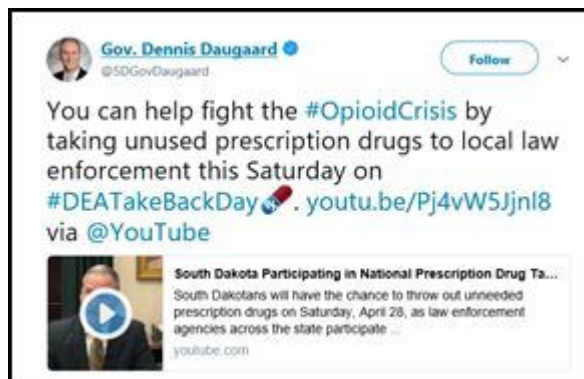 Gov. Dennis Daugaard
@SDGovDaugaard
Follow
You can help fight the #OpioidCrisis by
taking unused prescription drugs to local law
enforcement this Saturday on
#DEATakeBackDay. youtu.be/Pj4vW5Jjnl8
via @YouTube
South Dakota Participating in National Prescription Drug Ta...
South Dakotans will have the chance to throw out unneeded
prescription drugs on Saturday, April 28, as law enforcement
agencies across the state participate ...
youtube.com